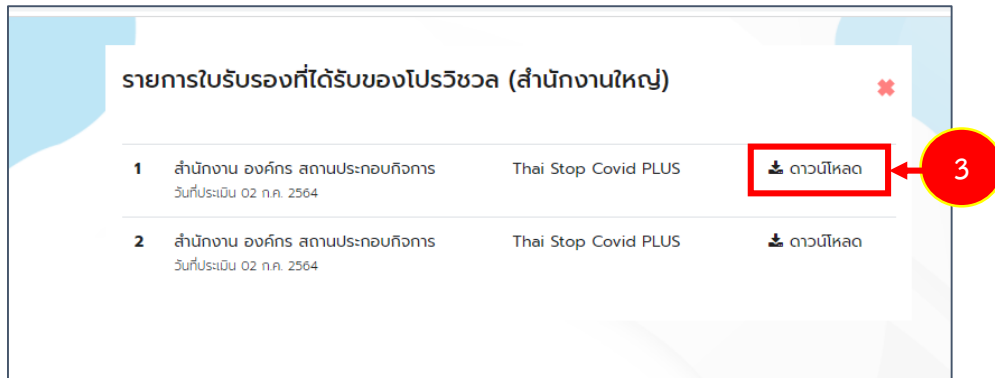 รายการใบรับรองที่ได้รับของโปรวิชวล (สำนักงานใหญ่)
1 สำนักงาน องค์กร สถานประกอบกิจการ Thai Stop Covid PLUS ดาวน์โหลด 3
วันที่ประเมิน 02 ก.ค. 2564
2 สำนักงาน องค์กร สถานประกอบกิจการ Thai Stop Covid PLUS ดาวน์โหลด
วันที่ประเมิน 02 ก.ค. 2564